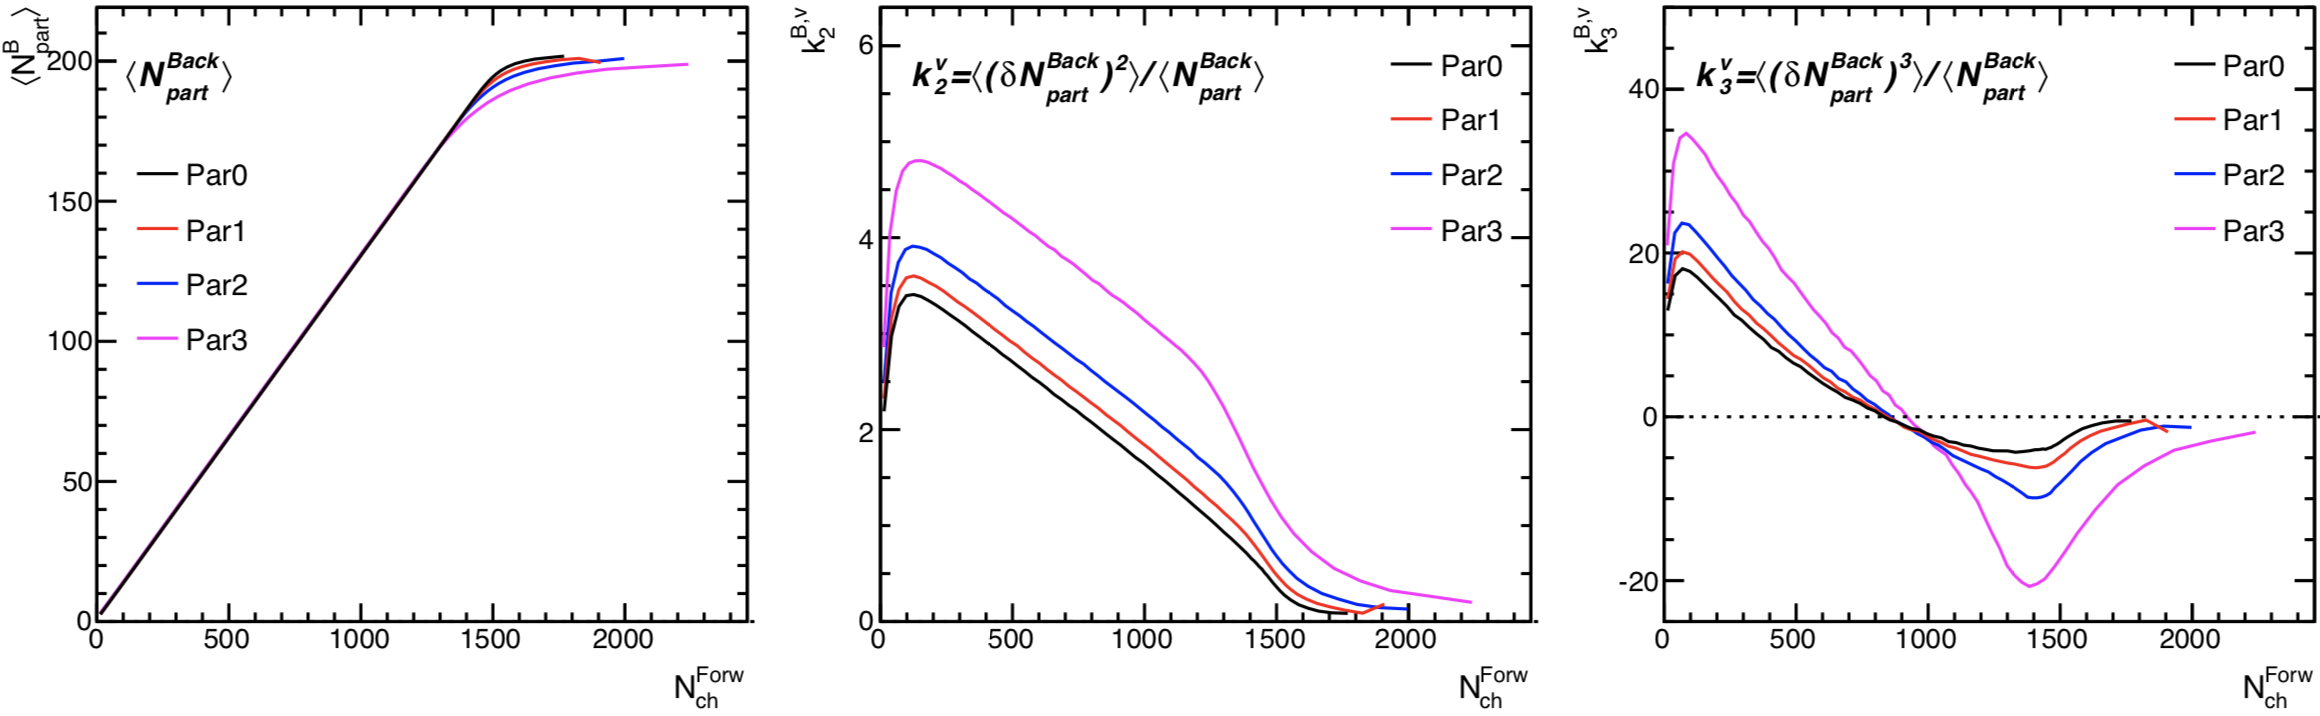 ⟨N^B_part⟩
200
150
100
50
0
⟨N^Back_part⟩
Par0
Par1
Par2
Par3
0 500 1000 1500 2000
N^Forw_ch
k^B,v_2
6
4
2
0
k^v_2=⟨(δN^Back_part)^2⟩/⟨N^Back_part⟩
Par0
Par1
Par2
Par3
0 500 1000 1500 2000
N^Forw_ch
k^B,v_3
40
20
0
-20
k^v_3=⟨(δN^Back_part)^3⟩/⟨N^Back_part⟩
Par0
Par1
Par2
Par3
0 500 1000 1500 2000
N^Forw_ch